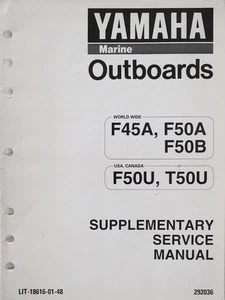 YAMAHA
Marine
Outboards
WORLD WIDE
F45A, F50A
F50B
USA, CANADA
F50U, T50U
SUPPLEMENTARY
SERVICE
MANUAL
LIT-18616-01-48 292036